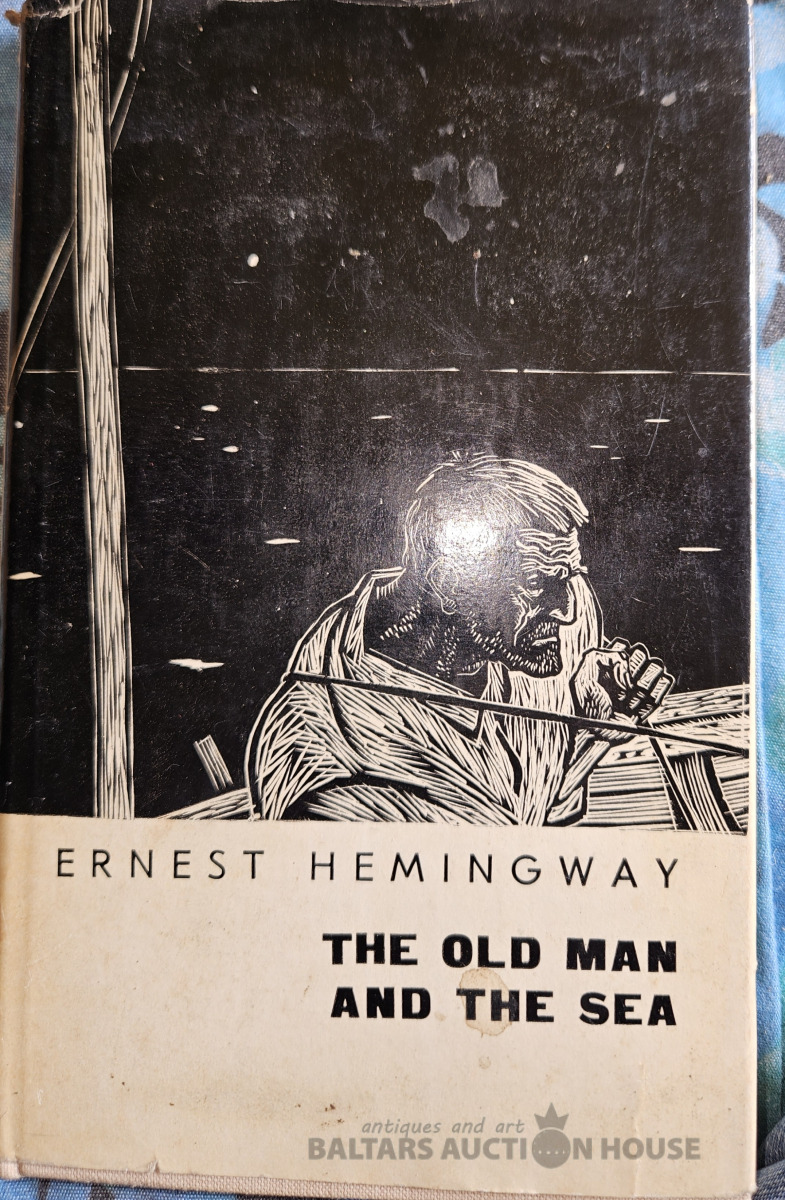 ERNEST HEMINGWAY
THE OLD MAN
AND THE SEA
antiques and art
BALTARS AUCTION HOUSE